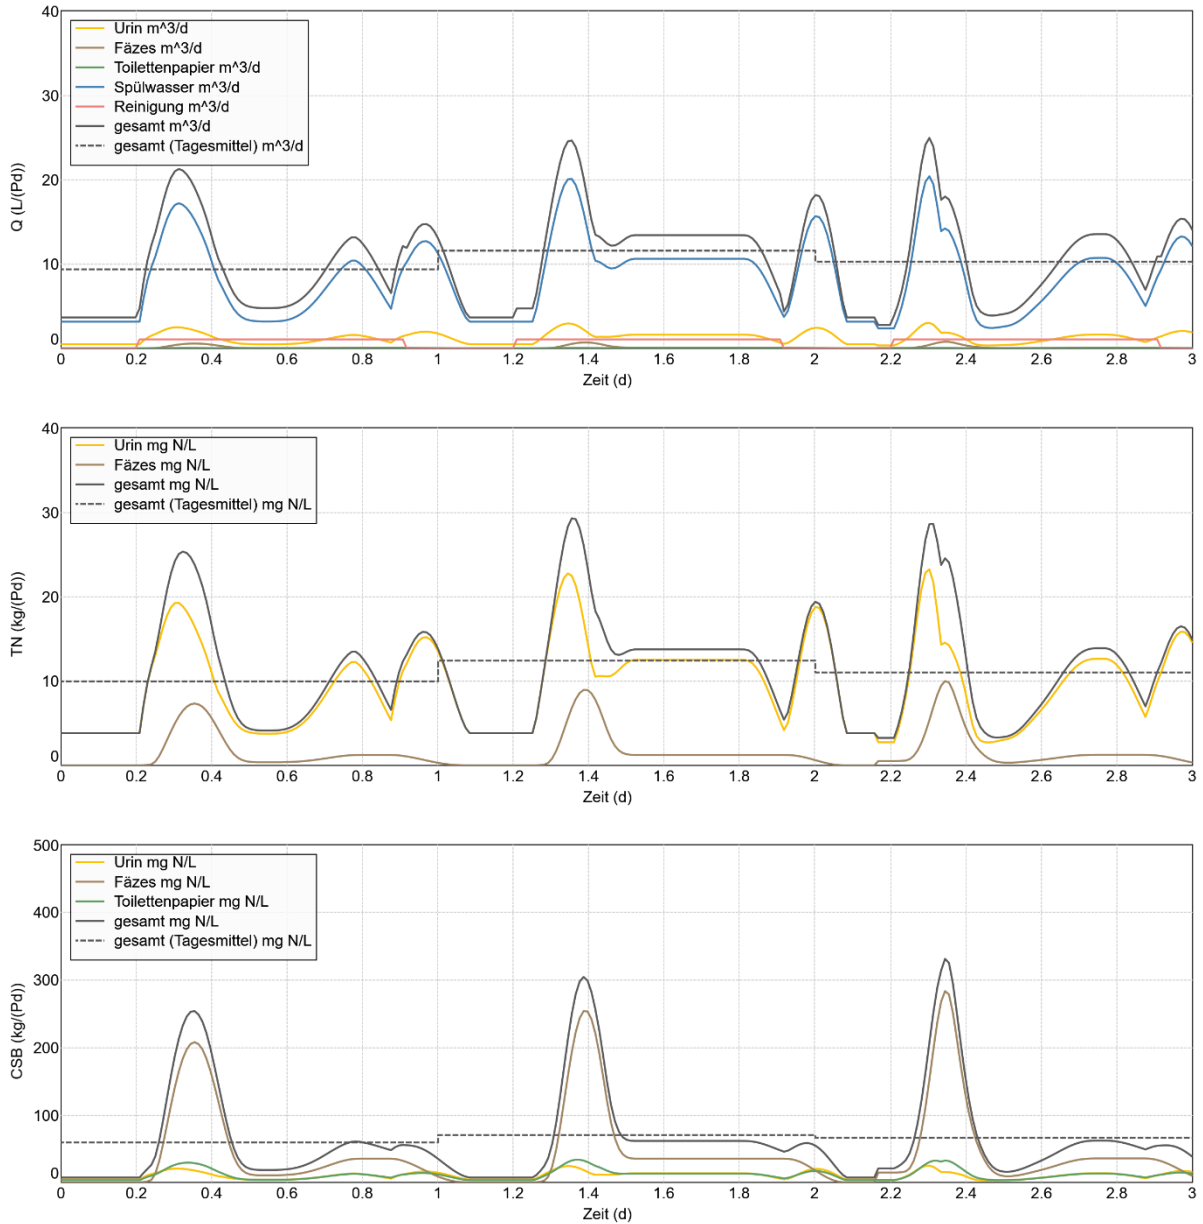 40
30
20
10
0
Q (L/(Pd))
Urin m^3/d
Fäzes m^3/d
Toilettenpapier m^3/d
Spülwasser m^3/d
Reinigung m^3/d
gesamt m^3/d
gesamt (Tagesmittel) m^3/d
0 0.2 0.4 0.6 0.8 1 1.2 1.4 1.6 1.8 2 2.2 2.4 2.6 2.8 3
Zeit (d)
40
30
20
10
0
TN (kg/(Pd))
Urin mg N/L
Fäzes mg N/L
gesamt mg N/L
gesamt (Tagesmittel) mg N/L
0 0.2 0.4 0.6 0.8 1 1.2 1.4 1.6 1.8 2 2.2 2.4 2.6 2.8 3
Zeit (d)
500
400
300
200
100
0
CSB (kg/(Pd))
Urin mg N/L
Fäzes mg N/L
Toilettenpapier mg N/L
gesamt mg N/L
gesamt (Tagesmittel) mg N/L
0 0.2 0.4 0.6 0.8 1 1.2 1.4 1.6 1.8 2 2.2 2.4 2.6 2.8 3
Zeit (d)